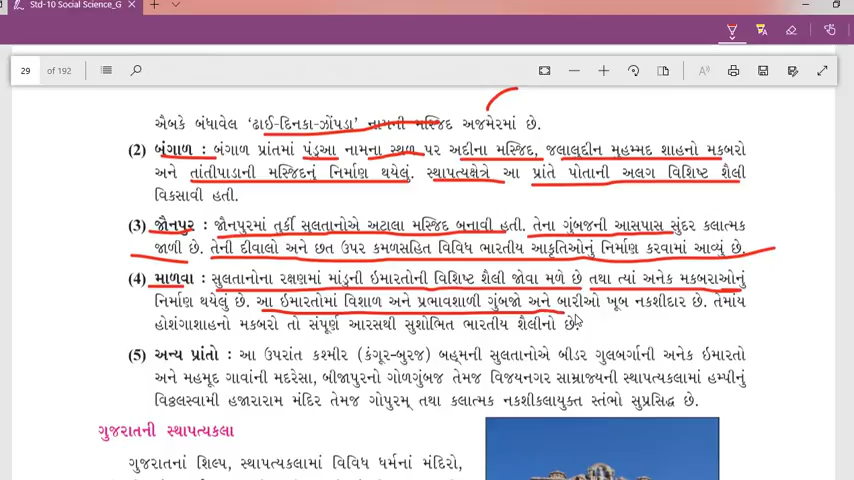 Std-10 Social Science_G
29 of 192
ઐબકે બંધાવેલ 'ઢાઈ-દિનકા-ઝોંપડા' નામની મસ્જિદ અજમેરમાં છે.
(2) બંગાળ : બંગાળ પ્રાંતમાં પંડુઆ નામના સ્થળ પર અદીના મસ્જિદ, જલાલુદ્દીન મુહમ્મદ શાહનો મકબરો
અને તાંતીપાડાની મસ્જિદનું નિર્માણ થયેલું. સ્થાપત્યક્ષેત્રે આ પ્રાંતે પોતાની અલગ વિશિષ્ટ શૈલી
વિકસાવી હતી.
(3) જૌનપુર : જૌનપુરમાં તુર્કી સુલતાનોએ અટાલા મસ્જિદ બનાવી હતી. તેના ગુંબજની આસપાસ સુંદર કલાત્મક
જાળી છે. તેની દીવાલો અને છત ઉપર કમળસહિત વિવિધ ભારતીય આકૃતિઓનું નિર્માણ કરવામાં આવ્યું છે.
(4) માળવા : સુલતાનોના રક્ષણમાં માંડુની ઇમારતોની વિશિષ્ટ શૈલી જોવા મળે છે તથા ત્યાં અનેક મકબરાઓનું
નિર્માણ થયેલું છે. આ ઇમારતોમાં વિશાળ અને પ્રભાવશાળી ગુંબજો અને બારીઓ ખૂબ નકશીદાર છે. તેમાંય
હોશંગાશાહનો મકબરો તો સંપૂર્ણ આરસથી સુશોભિત ભારતીય શૈલીનો છે.
(5) અન્ય પ્રાંતો : આ ઉપરાંત કશ્મીર (કંગૂર-બુરજ) બહ્મની સુલતાનોએ બીડર ગુલબર્ગાની અનેક ઇમારતો
અને મહમૂદ ગાવાંની મદરેસા, બીજાપુરનો ગોળગુંબજ તેમજ વિજયનગર સામ્રાજ્યની સ્થાપત્યકલામાં હમ્પીનું
વિઠ્ઠલસ્વામી હજારારામ મંદિર તેમજ ગોપુરમ્ તથા કલાત્મક નકશીકલાયુક્ત સ્તંભો સુપ્રસિદ્ધ છે.
ગુજરાતની સ્થાપત્યકલા
ગુજરાતનાં શિલ્પ, સ્થાપત્યકલામાં વિવિધ ધર્મનાં મંદિરો,